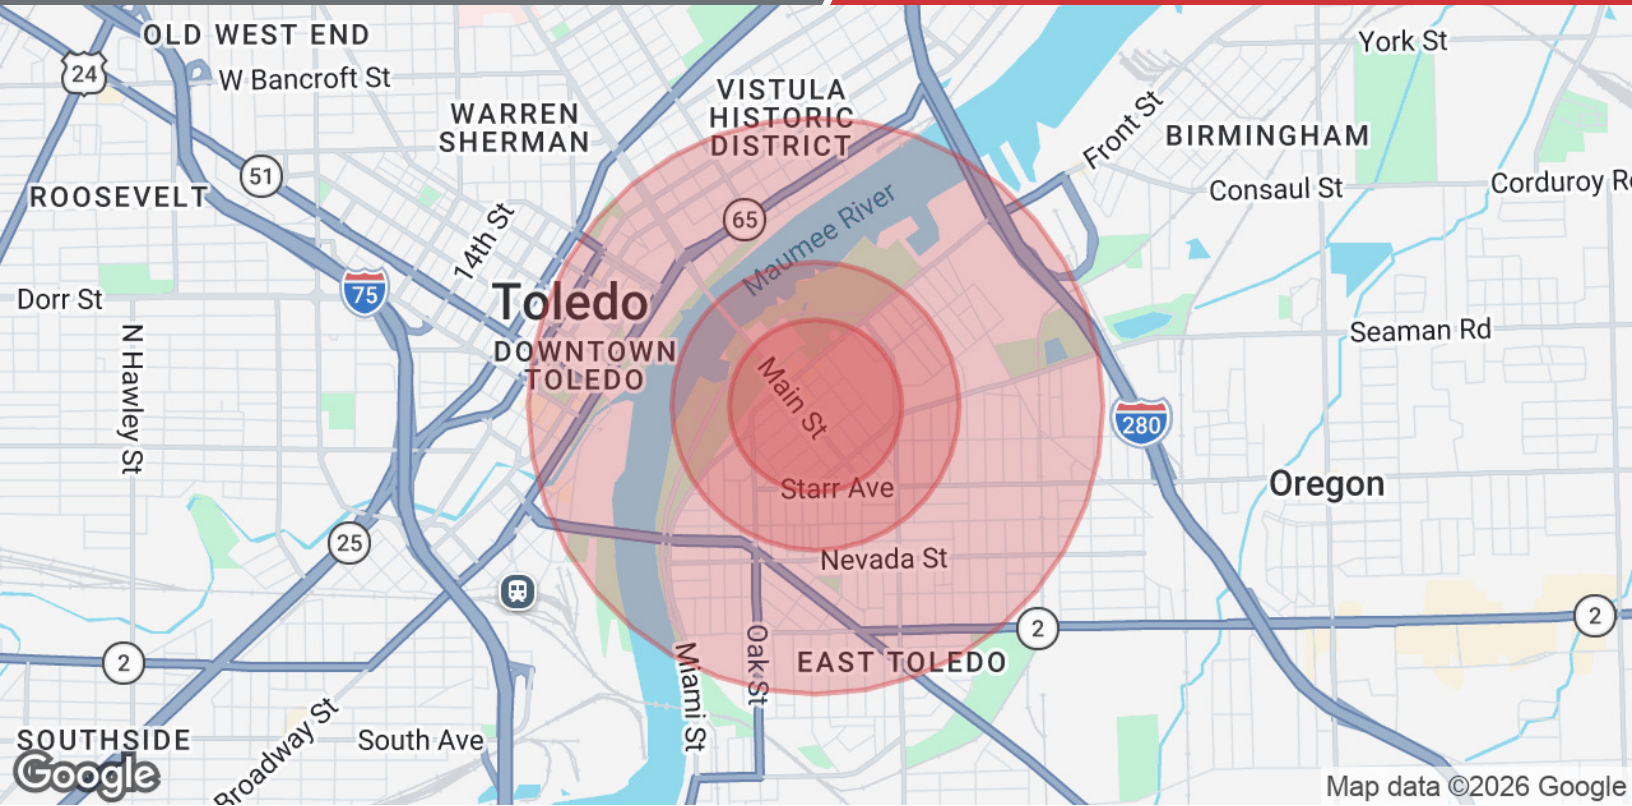 OLD WEST END
24
W Bancroft St
York St
VISTULA
HISTORIC
DISTRICT
WARREN
SHERMAN
Front St
BIRMINGHAM
51
ROOSEVELT
Consaul St
Corduroy R
14th St
65
Maumee River
Toledo
75
Dorr St
N Hawley St
Seaman Rd
DOWNTOWN
TOLEDO
Main St
280
Starr Ave
Oregon
25
Nevada St
2
2
2
Oak St
Miami St
EAST TOLEDO
SOUTHSIDE
Broadway St
South Ave
Google
Map data ©2026 Google